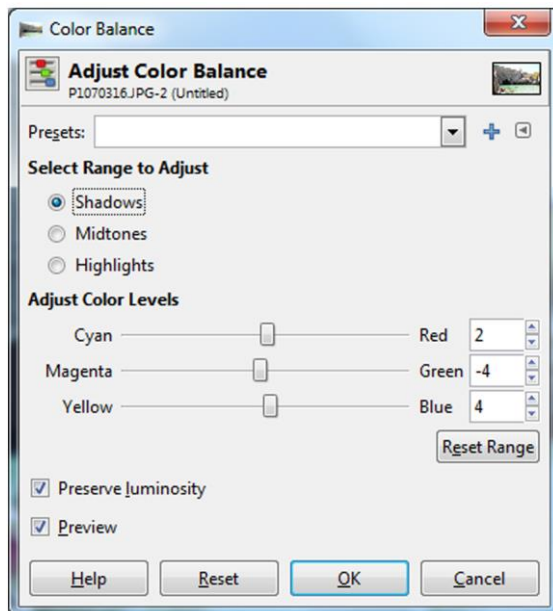 Color Balance
Adjust Color Balance
P1070316.JPG-2 (Untitled)
Presets:
Select Range to Adjust
Shadows
Midtones
Highlights
Adjust Color Levels
Cyan Red 2
Magenta Green -4
Yellow Blue 4
Reset Range
Preserve luminosity
Preview
Help Reset OK Cancel